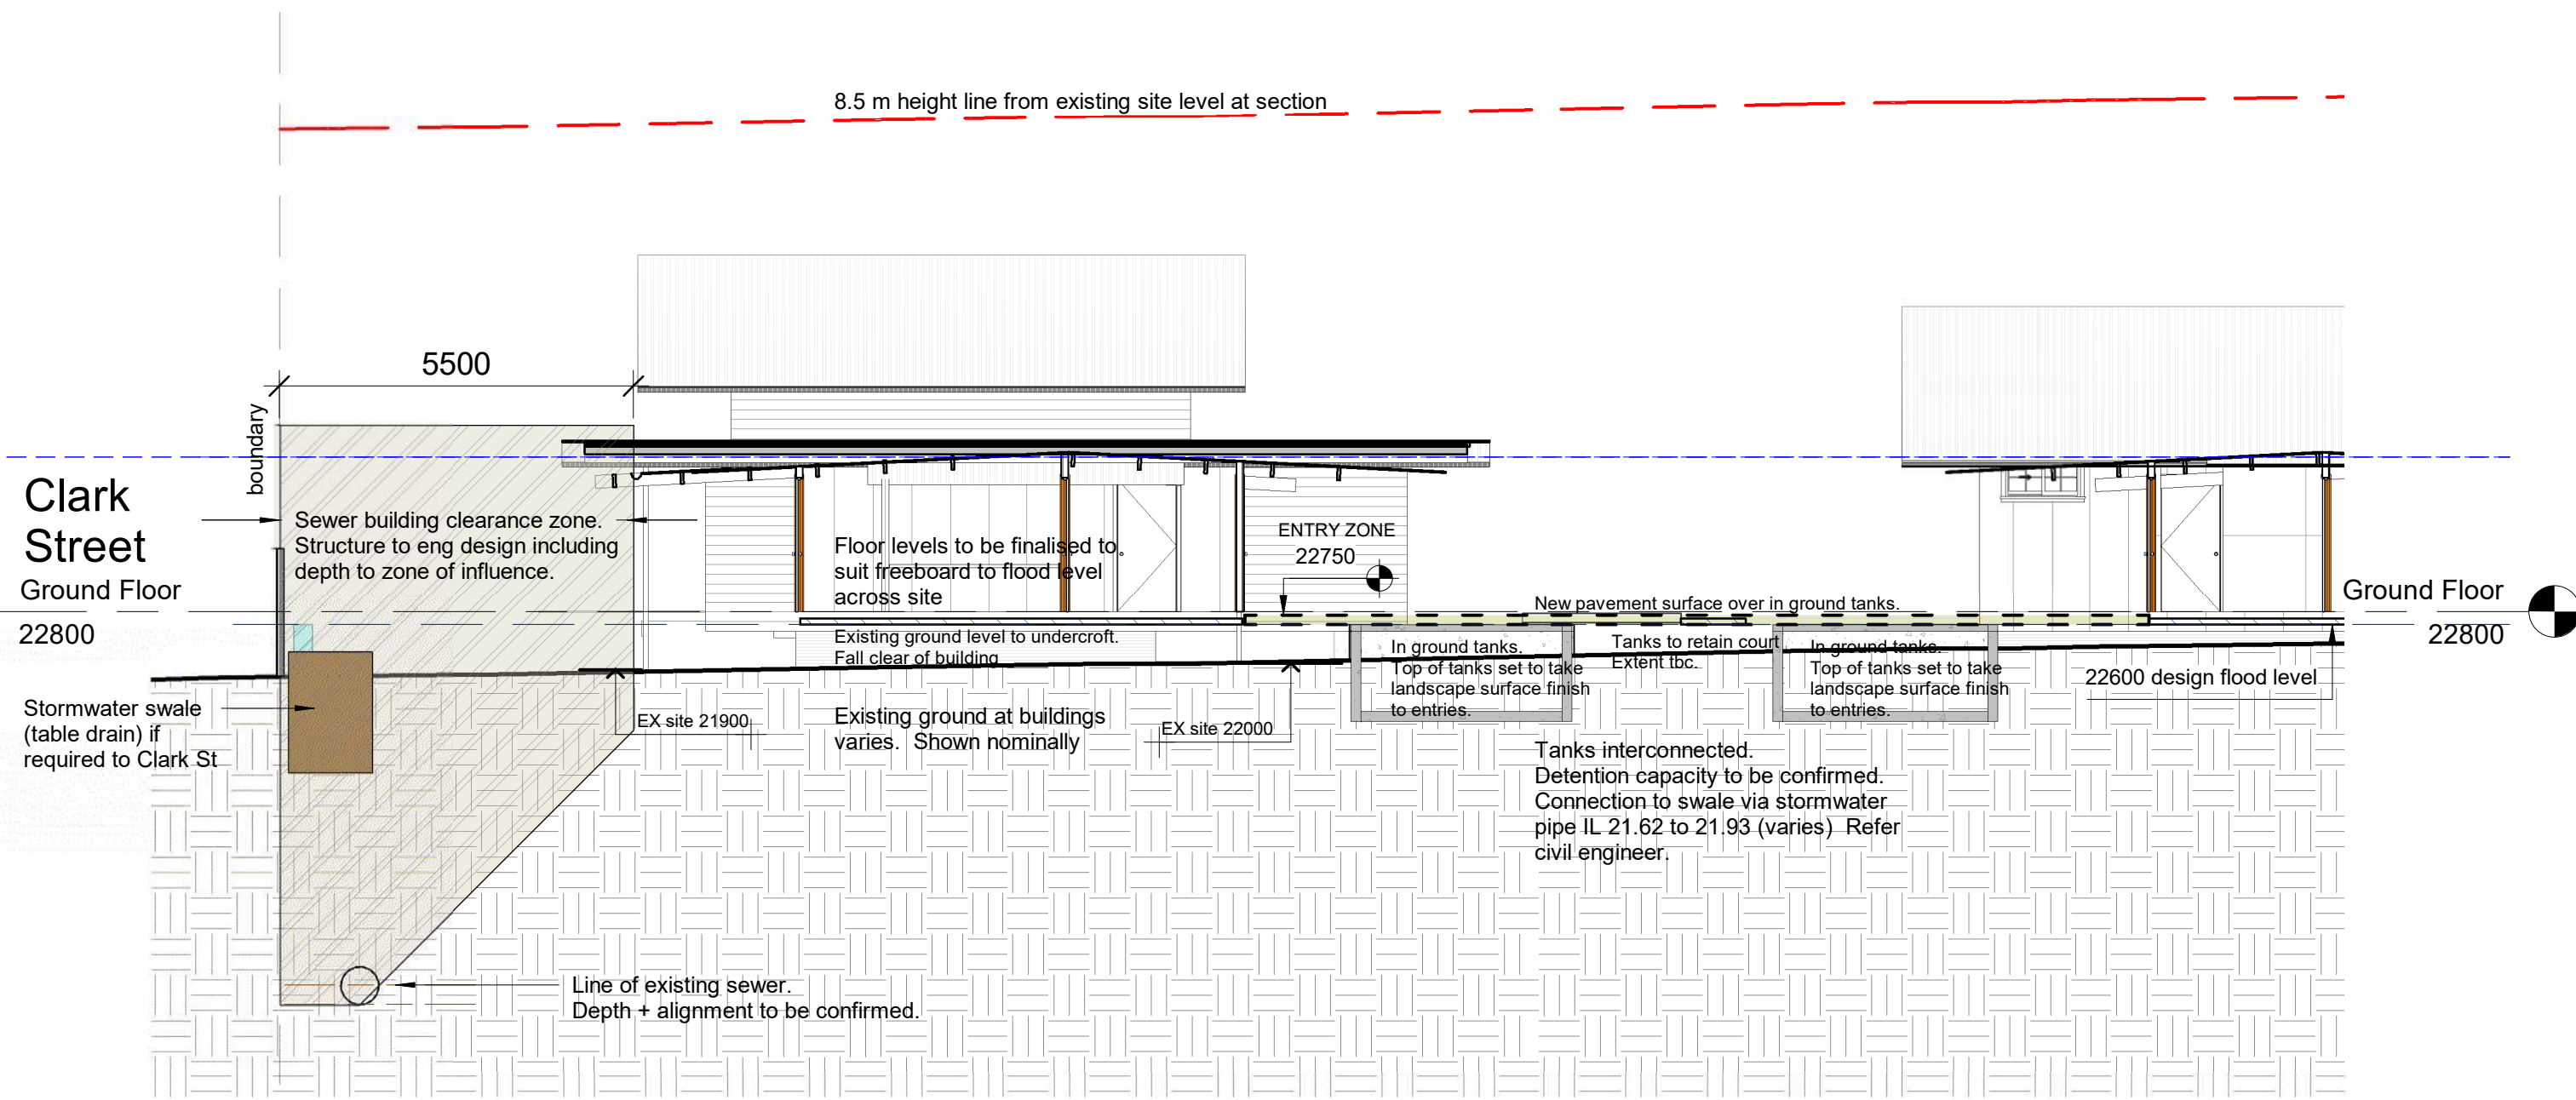 8.5 m height line from existing site level at section
5500
boundary
Clark
Street
Ground Floor
22800
Sewer building clearance zone.
Structure to eng design including
depth to zone of influence.
Floor levels to be finalised to
suit freeboard to flood level
across site
ENTRY ZONE
22750
Existing ground level to undercroft.
Fall clear of building
New pavement surface over in ground tanks.
In ground tanks.
Top of tanks set to take
landscape surface finish
to entries.
Tanks to retain court
Extent tbc.
In ground tanks.
Top of tanks set to take
landscape surface finish
to entries.
Ground Floor
22800
22600 design flood level
Stormwater swale
(table drain) if
required to Clark St
EX site 21900
Existing ground at buildings
varies. Shown nominally
EX site 22000
Tanks interconnected.
Detention capacity to be confirmed.
Connection to swale via stormwater
pipe IL 21.62 to 21.93 (varies) Refer
civil engineer.
Line of existing sewer.
Depth + alignment to be confirmed.